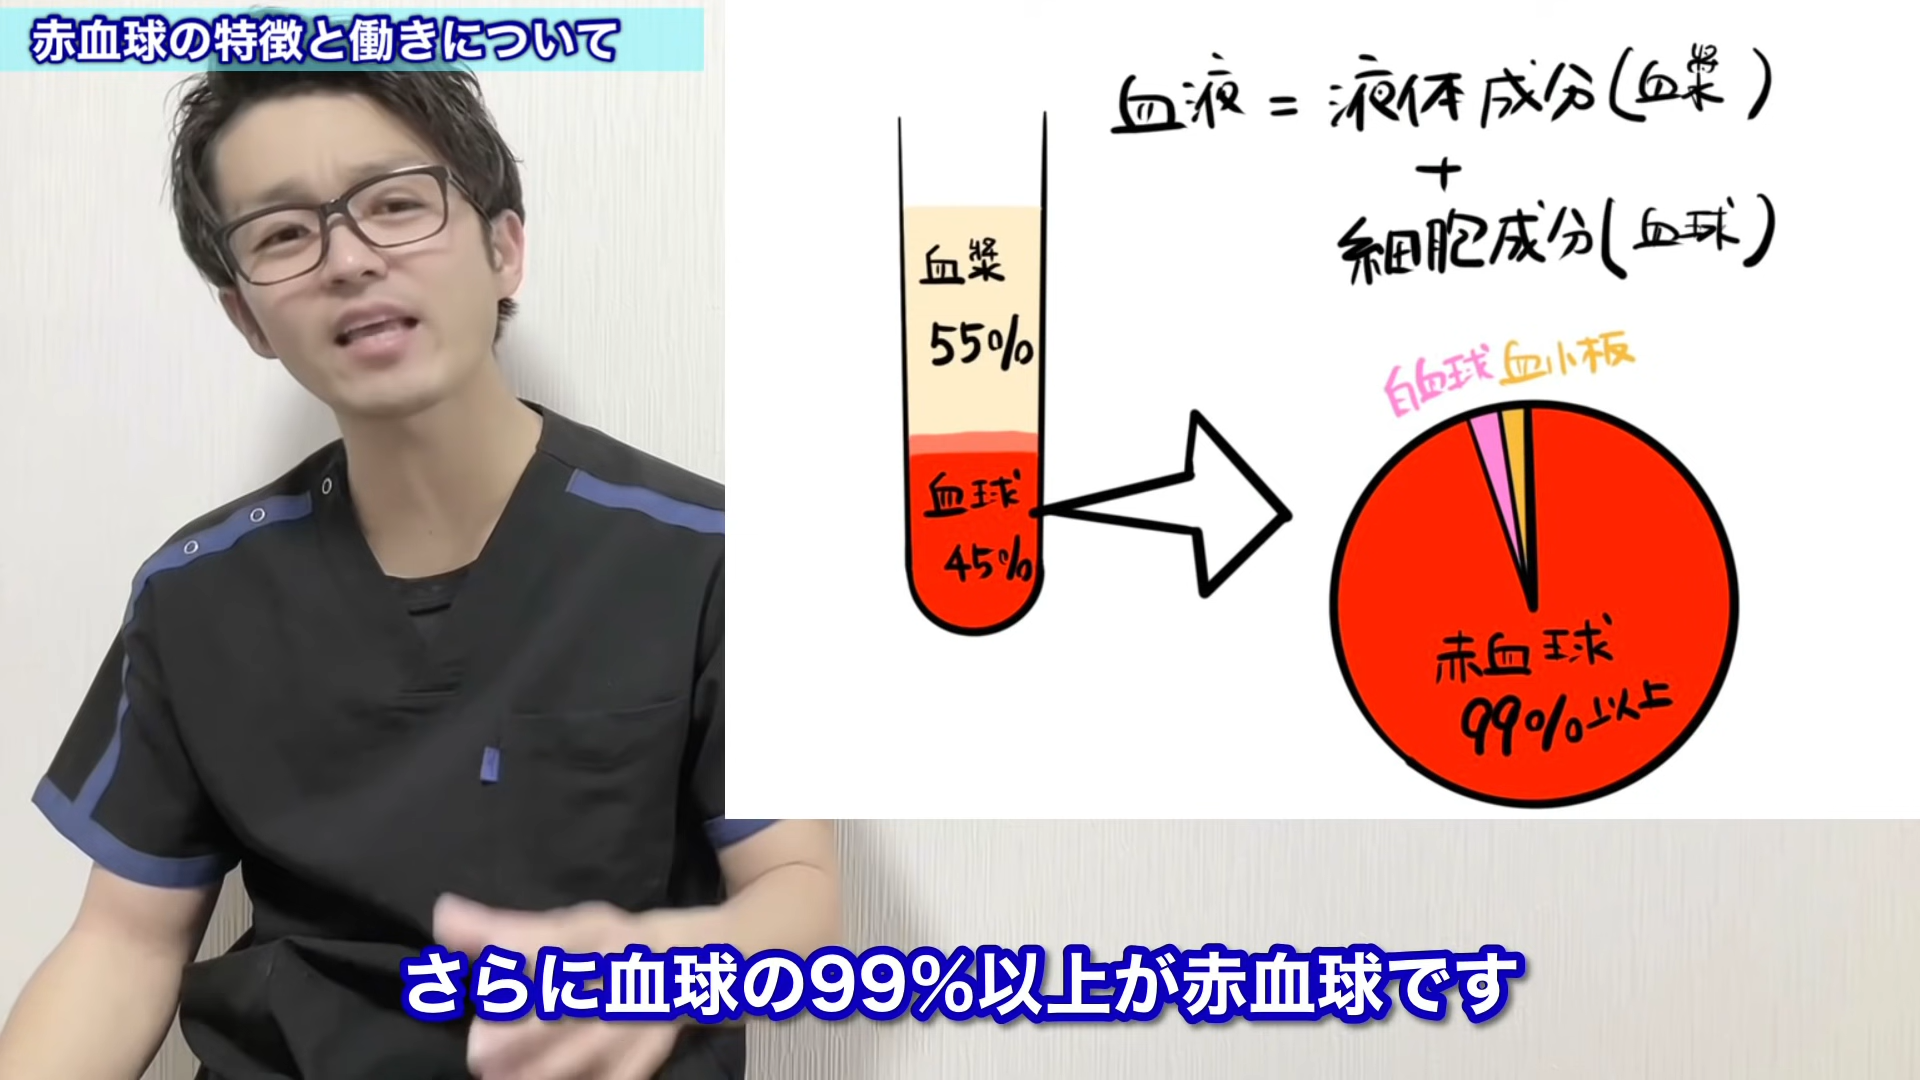 赤血球の特徴と働きについて
血液=液体成分(血漿)
+
細胞成分(血球)
血漿
55%
血球
45%
白血球 血小板
赤血球
99%以上
さらに血球の99%以上が赤血球です